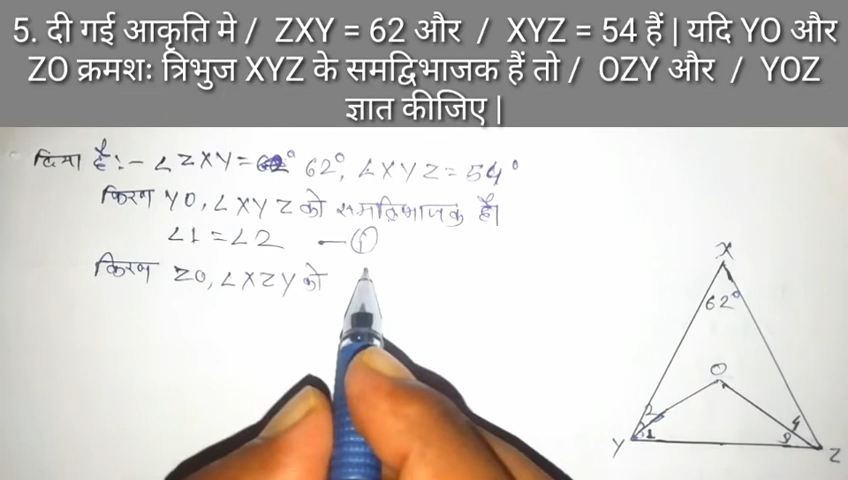 5. दी गई आकृति मे / ZXY = 62 और / XYZ = 54 हैं | यदि YO और
ZO क्रमशः त्रिभुज XYZ के समद्विभाजक हैं तो / OZY और / YOZ
ज्ञात कीजिए |
दिया है:- ∠ZXY = 62° 62°, ∠XYZ = 54°
किरण YO, ∠XYZ को समद्विभाजक है।
∠1 = ∠2 — ①
किरण ZO, ∠XZY को
X
62°
O
2
4
1
3
Y
Z